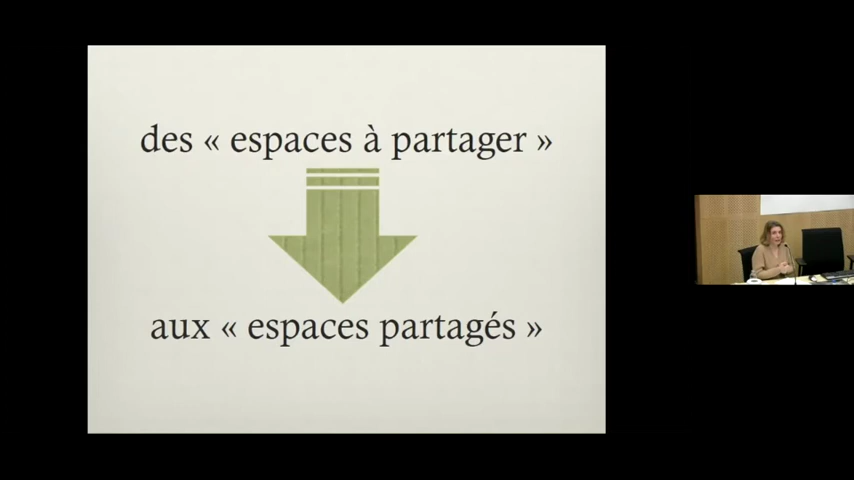 des « espaces à partager »
aux « espaces partagés »